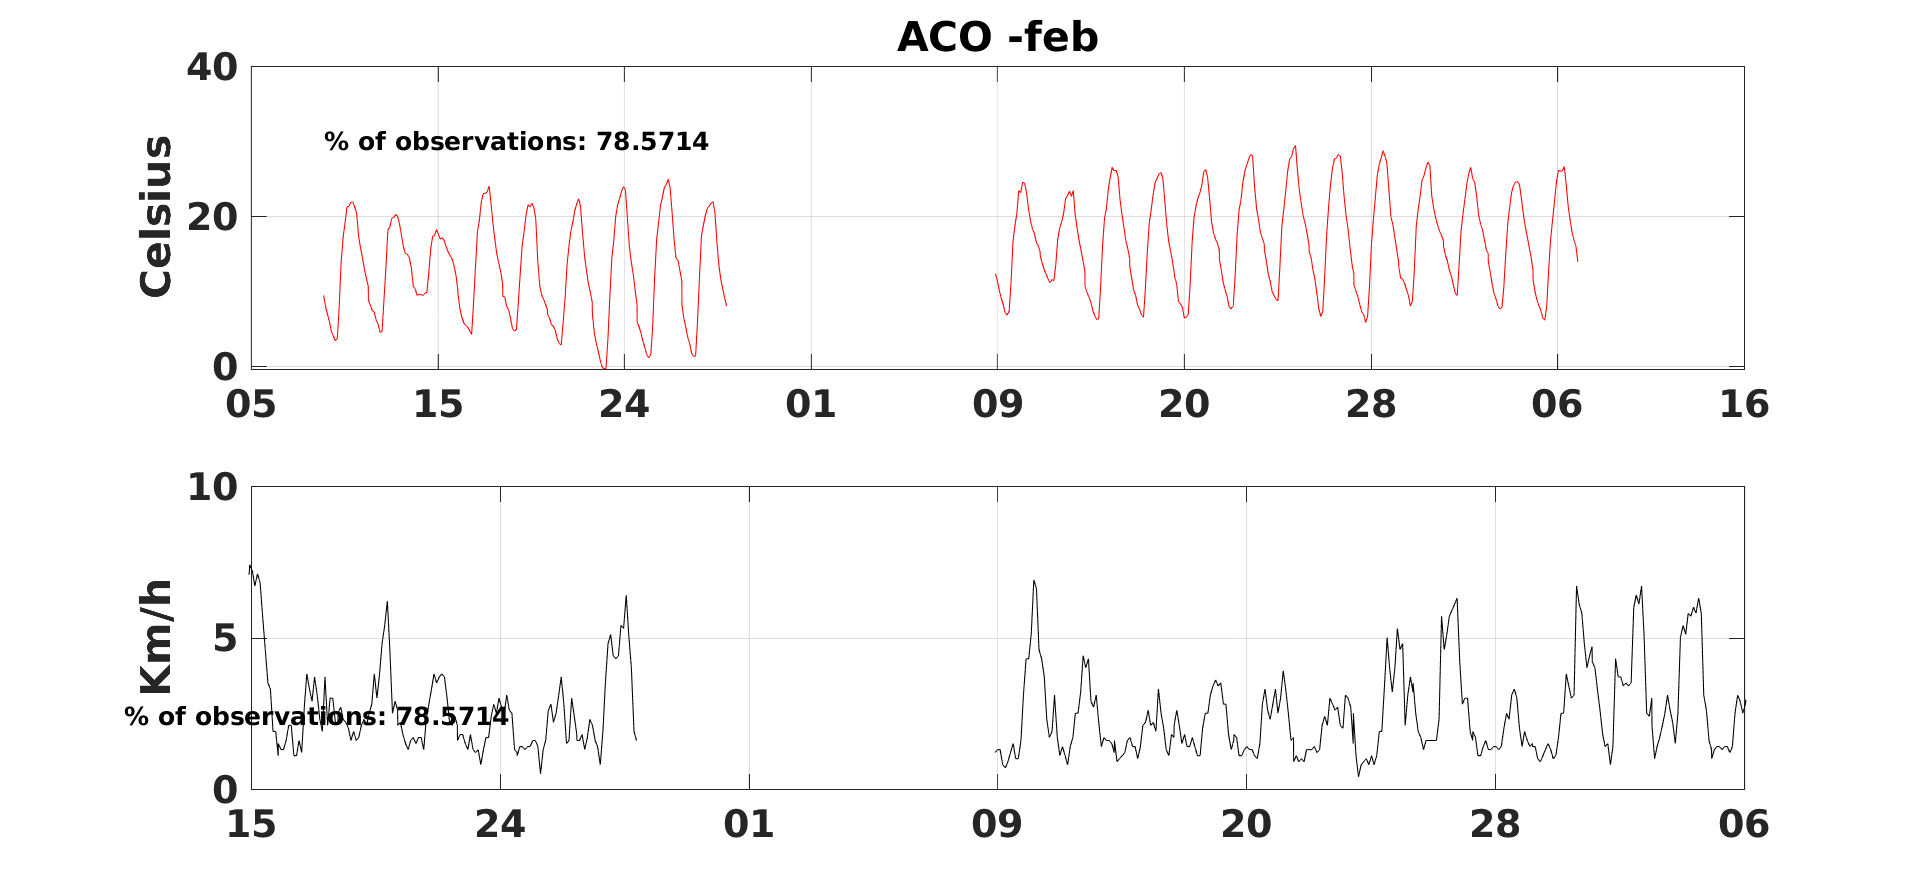 ACO -feb
40
20
0
Celsius
% of observations: 78.5714
05 15 24 01 09 20 28 06 16
10
5
0
Km/h
% of observations: 78.5714
15 24 01 09 20 28 06